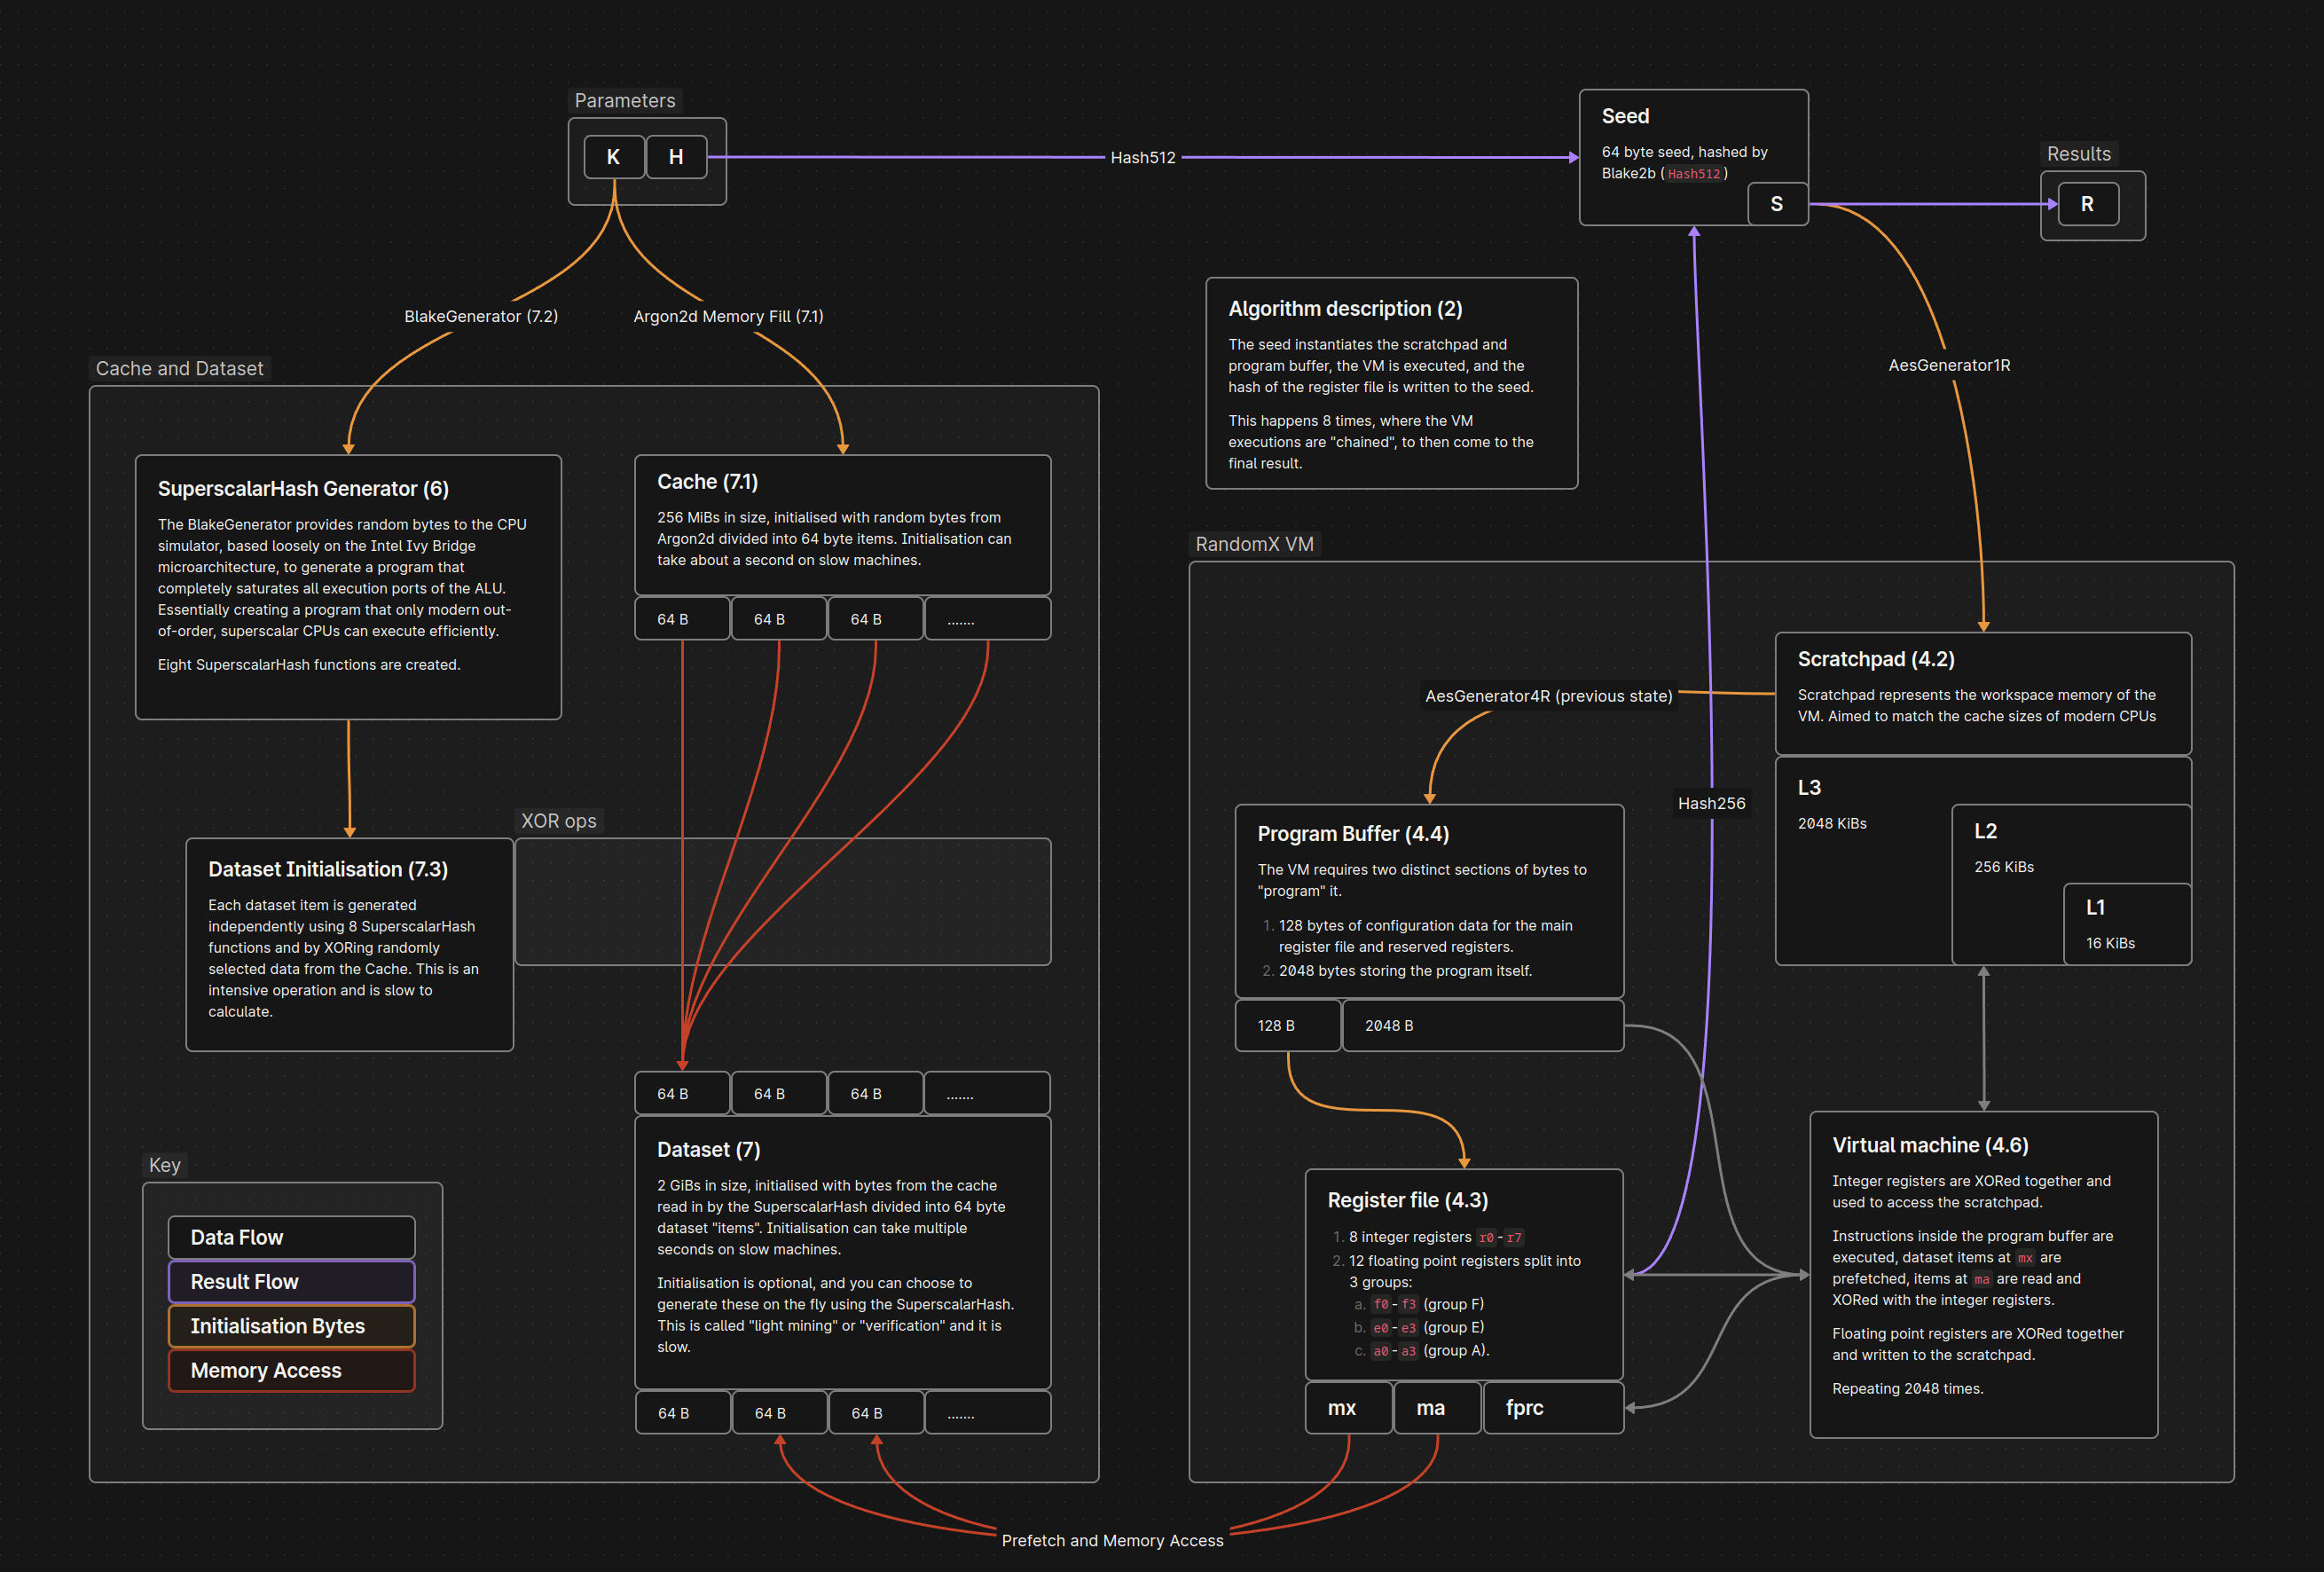 Parameters
K
H
Hash512
Seed
64 byte seed, hashed by
Blake2b (Hash512)
S
Results
R
BlakeGenerator (7.2)
Argon2d Memory Fill (7.1)
AesGenerator1R
Algorithm description (2)
The seed instantiates the scratchpad and
program buffer, the VM is executed, and the
hash of the register file is written to the seed.
This happens 8 times, where the VM
executions are "chained", to then come to the
final result.
Cache and Dataset
SuperscalarHash Generator (6)
The BlakeGenerator provides random bytes to the CPU
simulator, based loosely on the Intel Ivy Bridge
microarchitecture, to generate a program that
completely saturates all execution ports of the ALU.
Essentially creating a program that only modern out-
of-order, superscalar CPUs can execute efficiently.
Eight SuperscalarHash functions are created.
Cache (7.1)
256 MiBs in size, initialised with random bytes from
Argon2d divided into 64 byte items. Initialisation can
take about a second on slow machines.
64 B
64 B
64 B
.......
XOR ops
Dataset Initialisation (7.3)
Each dataset item is generated
independently using 8 SuperscalarHash
functions and by XORing randomly
selected data from the Cache. This is an
intensive operation and is slow to
calculate.
64 B
64 B
64 B
.......
Dataset (7)
2 GiBs in size, initialised with bytes from the cache
read in by the SuperscalarHash divided into 64 byte
dataset "items". Initialisation can take multiple
seconds on slow machines.
Initialisation is optional, and you can choose to
generate these on the fly using the SuperscalarHash.
This is called "light mining" or "verification" and it is
slow.
64 B
64 B
64 B
.......
Key
Data Flow
Result Flow
Initialisation Bytes
Memory Access
Prefetch and Memory Access
RandomX VM
Scratchpad (4.2)
Scratchpad represents the workspace memory of the
VM. Aimed to match the cache sizes of modern CPUs
L3
2048 KiBs
L2
256 KiBs
L1
16 KiBs
AesGenerator4R (previous state)
Hash256
Program Buffer (4.4)
The VM requires two distinct sections of bytes to
"program" it.
1. 128 bytes of configuration data for the main
register file and reserved registers.
2. 2048 bytes storing the program itself.
128 B
2048 B
Register file (4.3)
1. 8 integer registers r0-r7
2. 12 floating point registers split into
3 groups:
a. f0-f3 (group F)
b. e0-e3 (group E)
c. a0-a3 (group A).
mx
ma
fprc
Virtual machine (4.6)
Integer registers are XORed together and
used to access the scratchpad.
Instructions inside the program buffer are
executed, dataset items at mx are
prefetched, items at ma are read and
XORed with the integer registers.
Floating point registers are XORed together
and written to the scratchpad.
Repeating 2048 times.